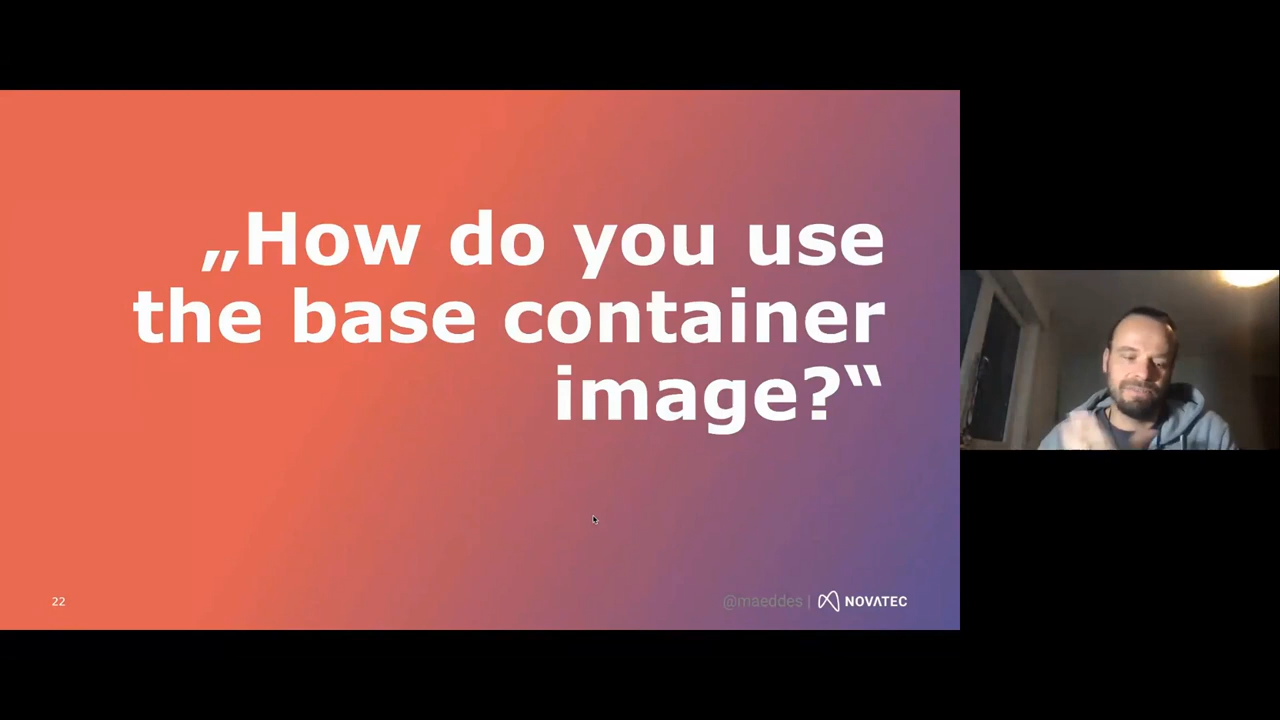 „How do you use
the base container
image?‟
22
@maeddes | NOVATEC